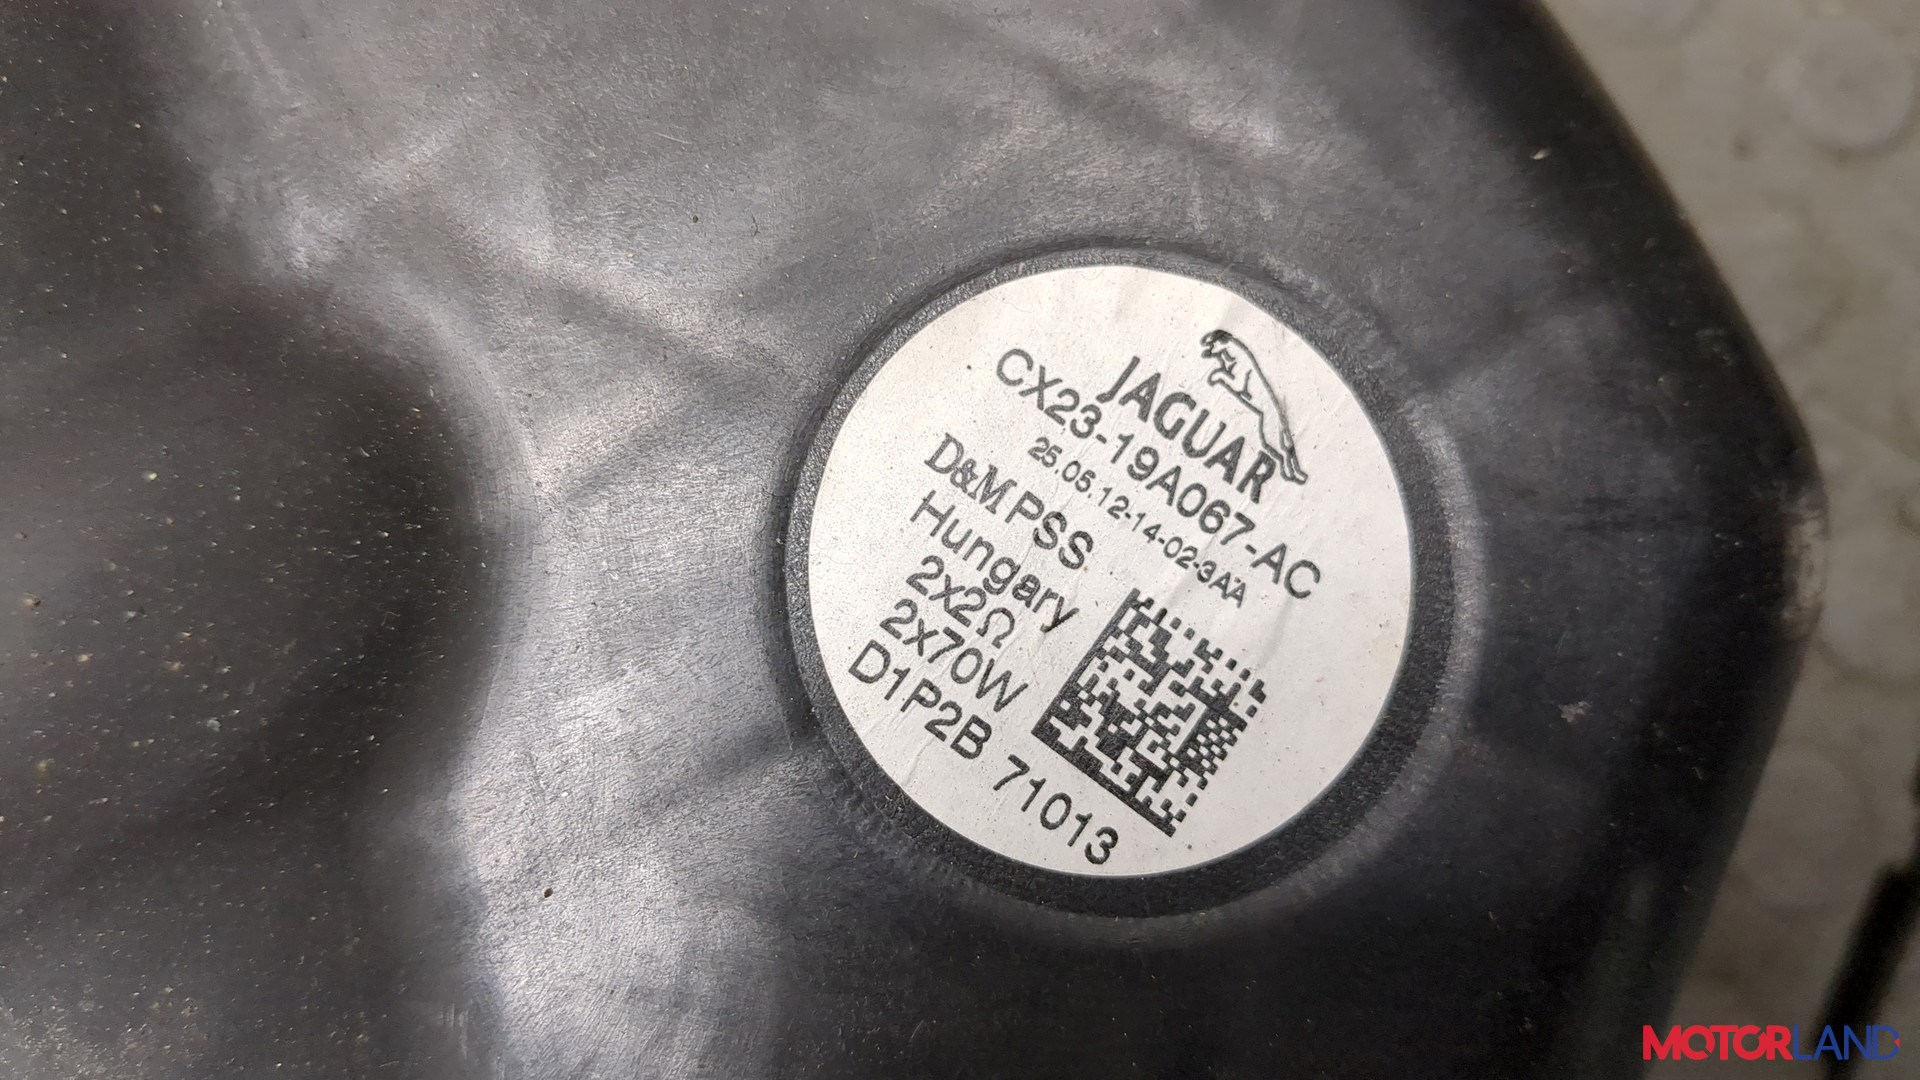 JAGUAR
CX23-19A067-AC
25.05.12-14-02-3AA
D&M PSS
Hungary
2x2Ω
2x70W
D1P2B 71013
MOTORLAND